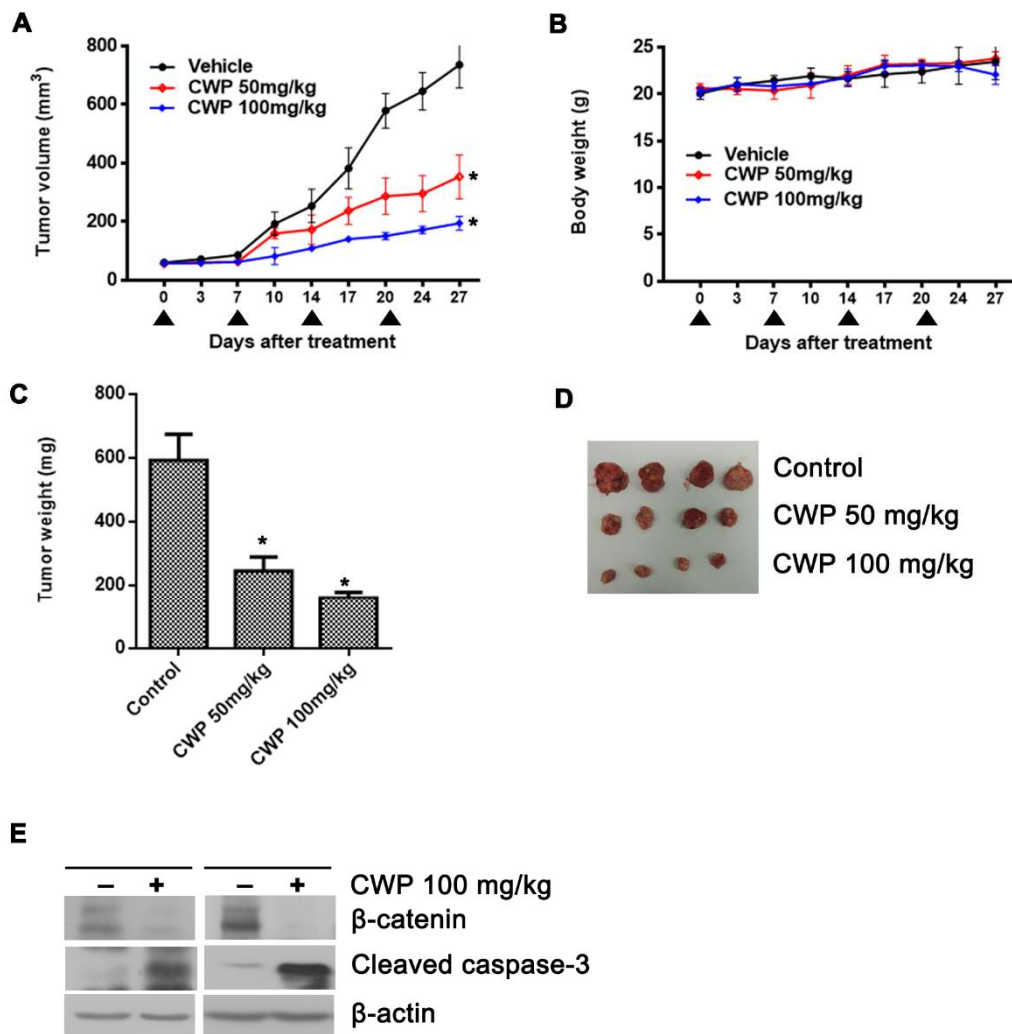 A
Tumor volume (mm³)
800
600
400
200
0
Vehicle
CWP 50mg/kg
CWP 100mg/kg
*
*
0 3 7 10 14 17 20 24 27
Days after treatment
B
Body weight (g)
25
20
15
10
5
0
Vehicle
CWP 50mg/kg
CWP 100mg/kg
0 3 7 10 14 17 20 24 27
Days after treatment
C
Tumor weight (mg)
800
600
400
200
0
*
*
Control
CWP 50mg/kg
CWP 100mg/kg
D
Control
CWP 50 mg/kg
CWP 100 mg/kg
E
– + – + CWP 100 mg/kg
β-catenin
Cleaved caspase-3
β-actin